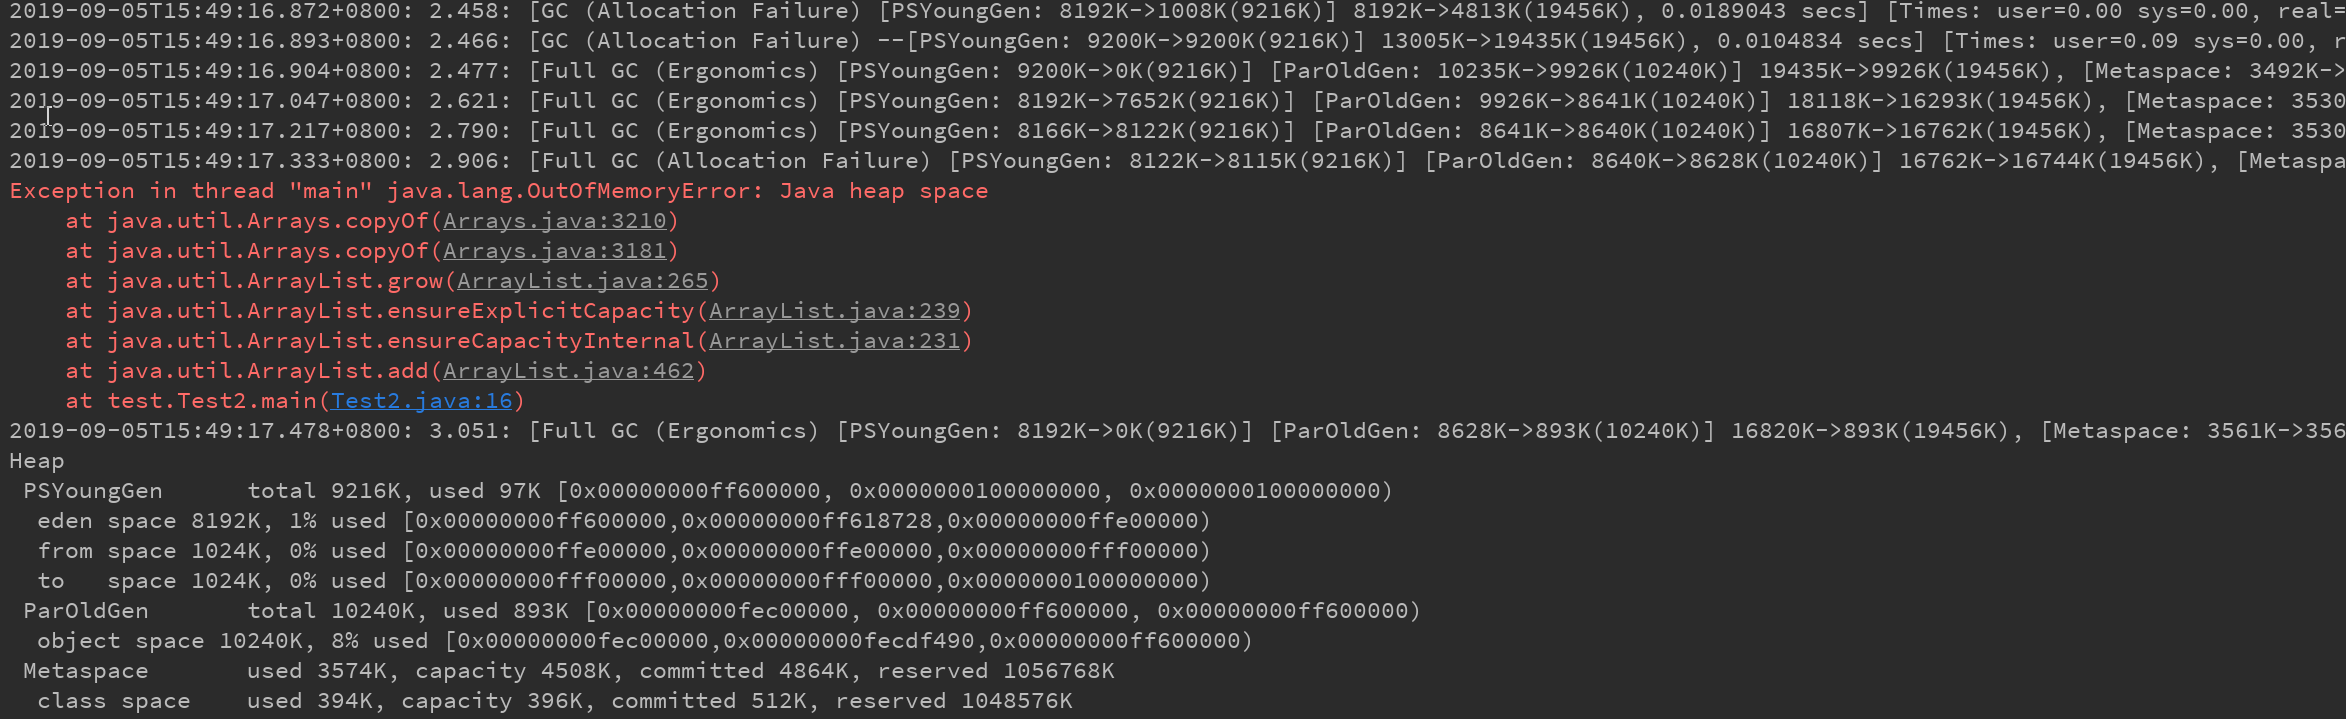 2019-09-05T15:49:16.872+0800: 2.458: [GC (Allocation Failure) [PSYoungGen: 8192K->1008K(9216K)] 8192K->4813K(19456K), 0.0189043 secs] [Times: user=0.00 sys=0.00, real=
2019-09-05T15:49:16.893+0800: 2.466: [GC (Allocation Failure) --[PSYoungGen: 9200K->9200K(9216K)] 13005K->19435K(19456K), 0.0104834 secs] [Times: user=0.09 sys=0.00, r
2019-09-05T15:49:16.904+0800: 2.477: [Full GC (Ergonomics) [PSYoungGen: 9200K->0K(9216K)] [ParOldGen: 10235K->9926K(10240K)] 19435K->9926K(19456K), [Metaspace: 3492K->
2019-09-05T15:49:17.047+0800: 2.621: [Full GC (Ergonomics) [PSYoungGen: 8192K->7652K(9216K)] [ParOldGen: 9926K->8641K(10240K)] 18118K->16293K(19456K), [Metaspace: 3530
2019-09-05T15:49:17.217+0800: 2.790: [Full GC (Ergonomics) [PSYoungGen: 8166K->8122K(9216K)] [ParOldGen: 8641K->8640K(10240K)] 16807K->16762K(19456K), [Metaspace: 3530
2019-09-05T15:49:17.333+0800: 2.906: [Full GC (Allocation Failure) [PSYoungGen: 8122K->8115K(9216K)] [ParOldGen: 8640K->8628K(10240K)] 16762K->16744K(19456K), [Metaspa
Exception in thread "main" java.lang.OutOfMemoryError: Java heap space
    at java.util.Arrays.copyOf(Arrays.java:3210)
    at java.util.Arrays.copyOf(Arrays.java:3181)
    at java.util.ArrayList.grow(ArrayList.java:265)
    at java.util.ArrayList.ensureExplicitCapacity(ArrayList.java:239)
    at java.util.ArrayList.ensureCapacityInternal(ArrayList.java:231)
    at java.util.ArrayList.add(ArrayList.java:462)
    at test.Test2.main(Test2.java:16)
2019-09-05T15:49:17.478+0800: 3.051: [Full GC (Ergonomics) [PSYoungGen: 8192K->0K(9216K)] [ParOldGen: 8628K->893K(10240K)] 16820K->893K(19456K), [Metaspace: 3561K->356
Heap
 PSYoungGen      total 9216K, used 97K [0x00000000ff600000, 0x0000000100000000, 0x0000000100000000)
  eden space 8192K, 1% used [0x00000000ff600000,0x00000000ff618728,0x00000000ffe00000)
  from space 1024K, 0% used [0x00000000ffe00000,0x00000000ffe00000,0x00000000fff00000)
  to   space 1024K, 0% used [0x00000000fff00000,0x00000000fff00000,0x0000000100000000)
 ParOldGen       total 10240K, used 893K [0x00000000fec00000, 0x00000000ff600000, 0x00000000ff600000)
  object space 10240K, 8% used [0x00000000fec00000,0x00000000fecdf490,0x00000000ff600000)
 Metaspace       used 3574K, capacity 4508K, committed 4864K, reserved 1056768K
  class space    used 394K, capacity 396K, committed 512K, reserved 1048576K